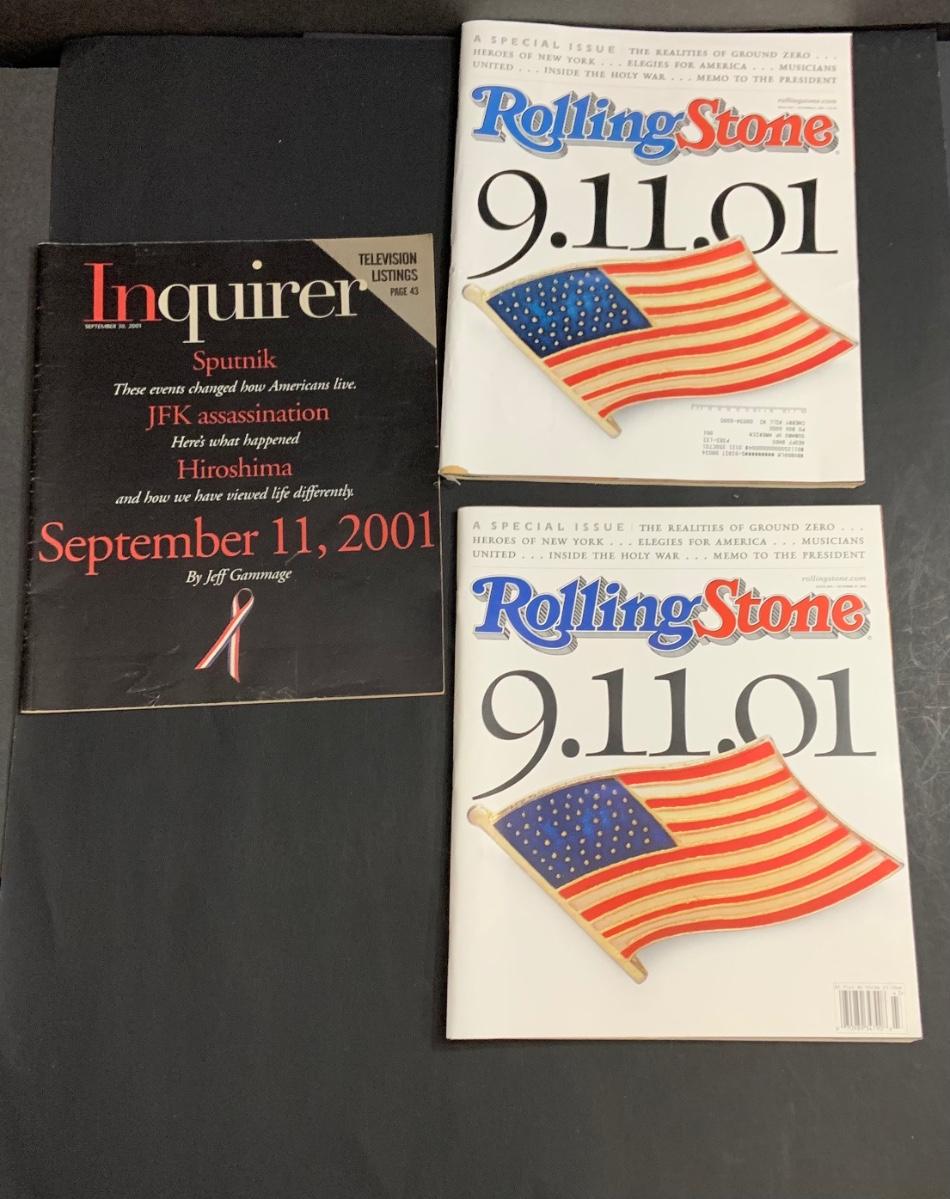 Inquirer
SEPTEMBER 30, 2001
TELEVISION
LISTINGS
PAGE 43
Sputnik
These events changed how Americans live.
JFK assassination
Here's what happened
Hiroshima
and how we have viewed life differently.
September 11, 2001
By Jeff Gammage
A SPECIAL ISSUE | THE REALITIES OF GROUND ZERO . . .
HEROES OF NEW YORK . . . ELEGIES FOR AMERICA . . . MUSICIANS
UNITED . . . INSIDE THE HOLY WAR . . . MEMO TO THE PRESIDENT
rollingstone.com
RollingStone
9.11.01
A SPECIAL ISSUE | THE REALITIES OF GROUND ZERO . . .
HEROES OF NEW YORK . . . ELEGIES FOR AMERICA . . . MUSICIANS
UNITED . . . INSIDE THE HOLY WAR . . . MEMO TO THE PRESIDENT
rollingstone.com
RollingStone
9.11.01